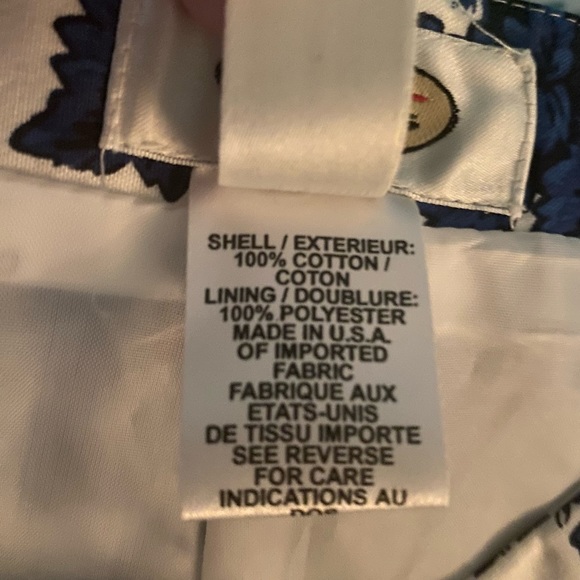 SHELL / EXTERIEUR:
100% COTTON /
COTON
LINING / DOUBLURE:
100% POLYESTER
MADE IN U.S.A.
OF IMPORTED
FABRIC
FABRIQUE AUX
ETATS-UNIS
DE TISSU IMPORTE
SEE REVERSE
FOR CARE
INDICATIONS AU
DOS